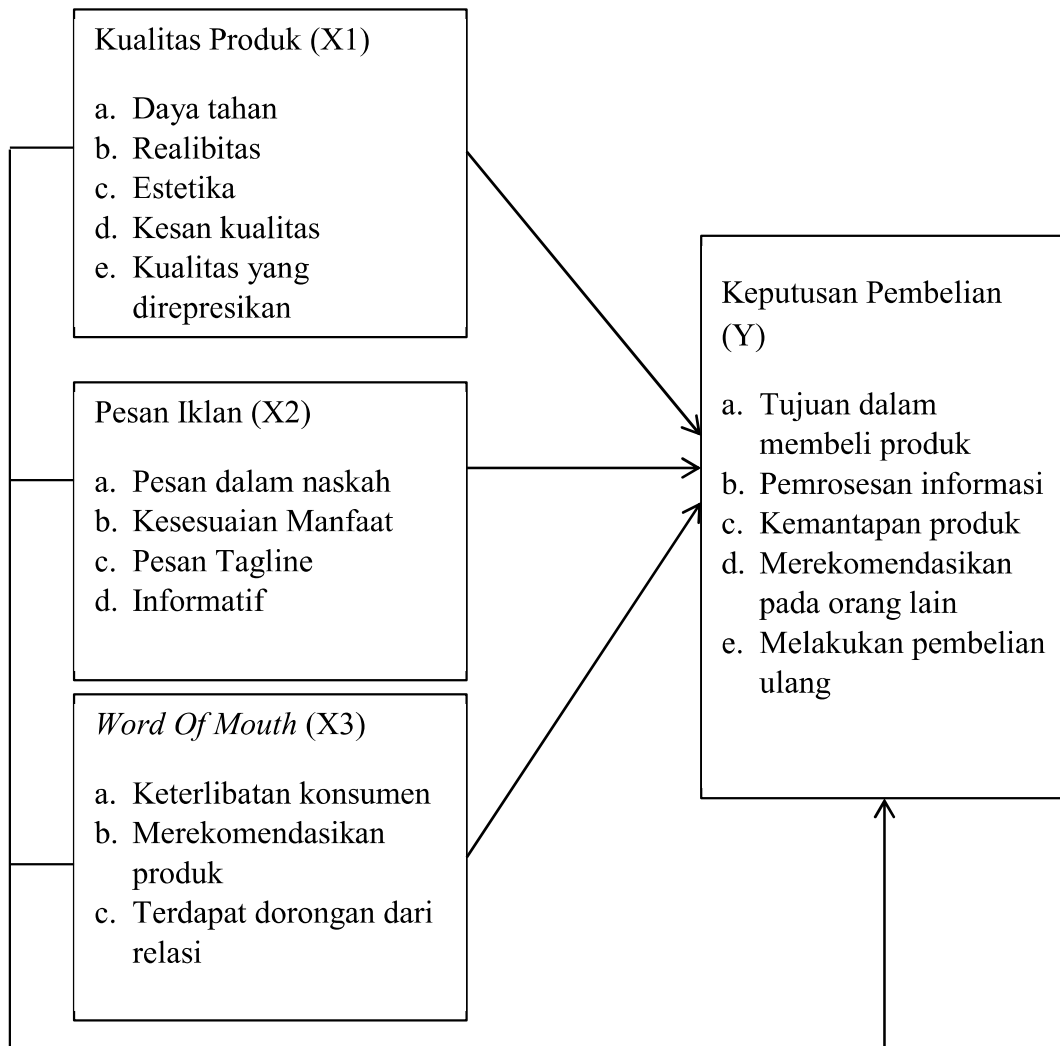 Kualitas Produk (X1)
a. Daya tahan
b. Realibitas
c. Estetika
d. Kesan kualitas
e. Kualitas yang
direpresikan
Pesan Iklan (X2)
a. Pesan dalam naskah
b. Kesesuaian Manfaat
c. Pesan Tagline
d. Informatif
Word Of Mouth (X3)
a. Keterlibatan konsumen
b. Merekomendasikan
produk
c. Terdapat dorongan dari
relasi
Keputusan Pembelian
(Y)
a. Tujuan dalam
membeli produk
b. Pemrosesan informasi
c. Kemantapan produk
d. Merekomendasikan
pada orang lain
e. Melakukan pembelian
ulang